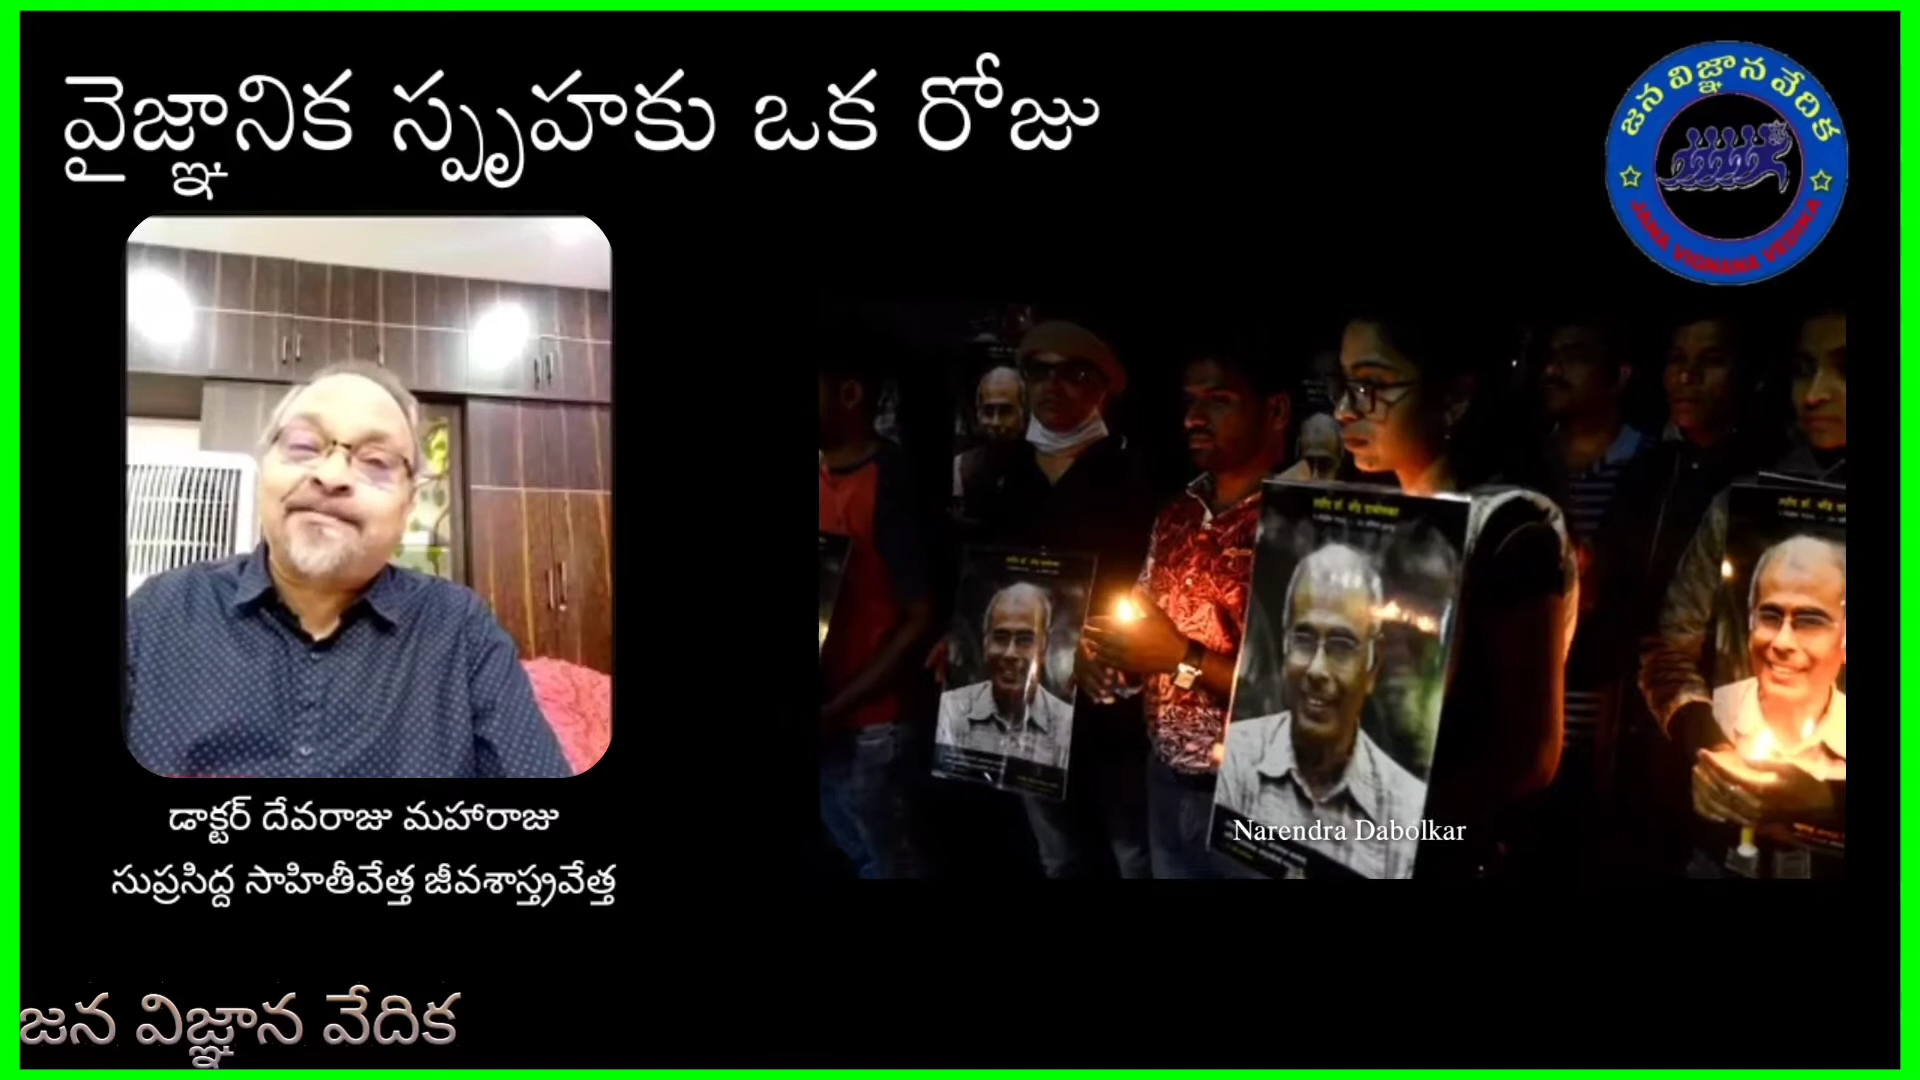 వైజ్ఞానిక స్పృహకు ఒక రోజు
జన విజ్ఞాన వేదిక
JANA VIGNANA VEDIKA
Narendra Dabolkar
డాక్టర్ దేవరాజు మహారాజు
సుప్రసిద్ద సాహితీవేత్త జీవశాస్త్రవేత్త
జన విజ్ఞాన వేదిక